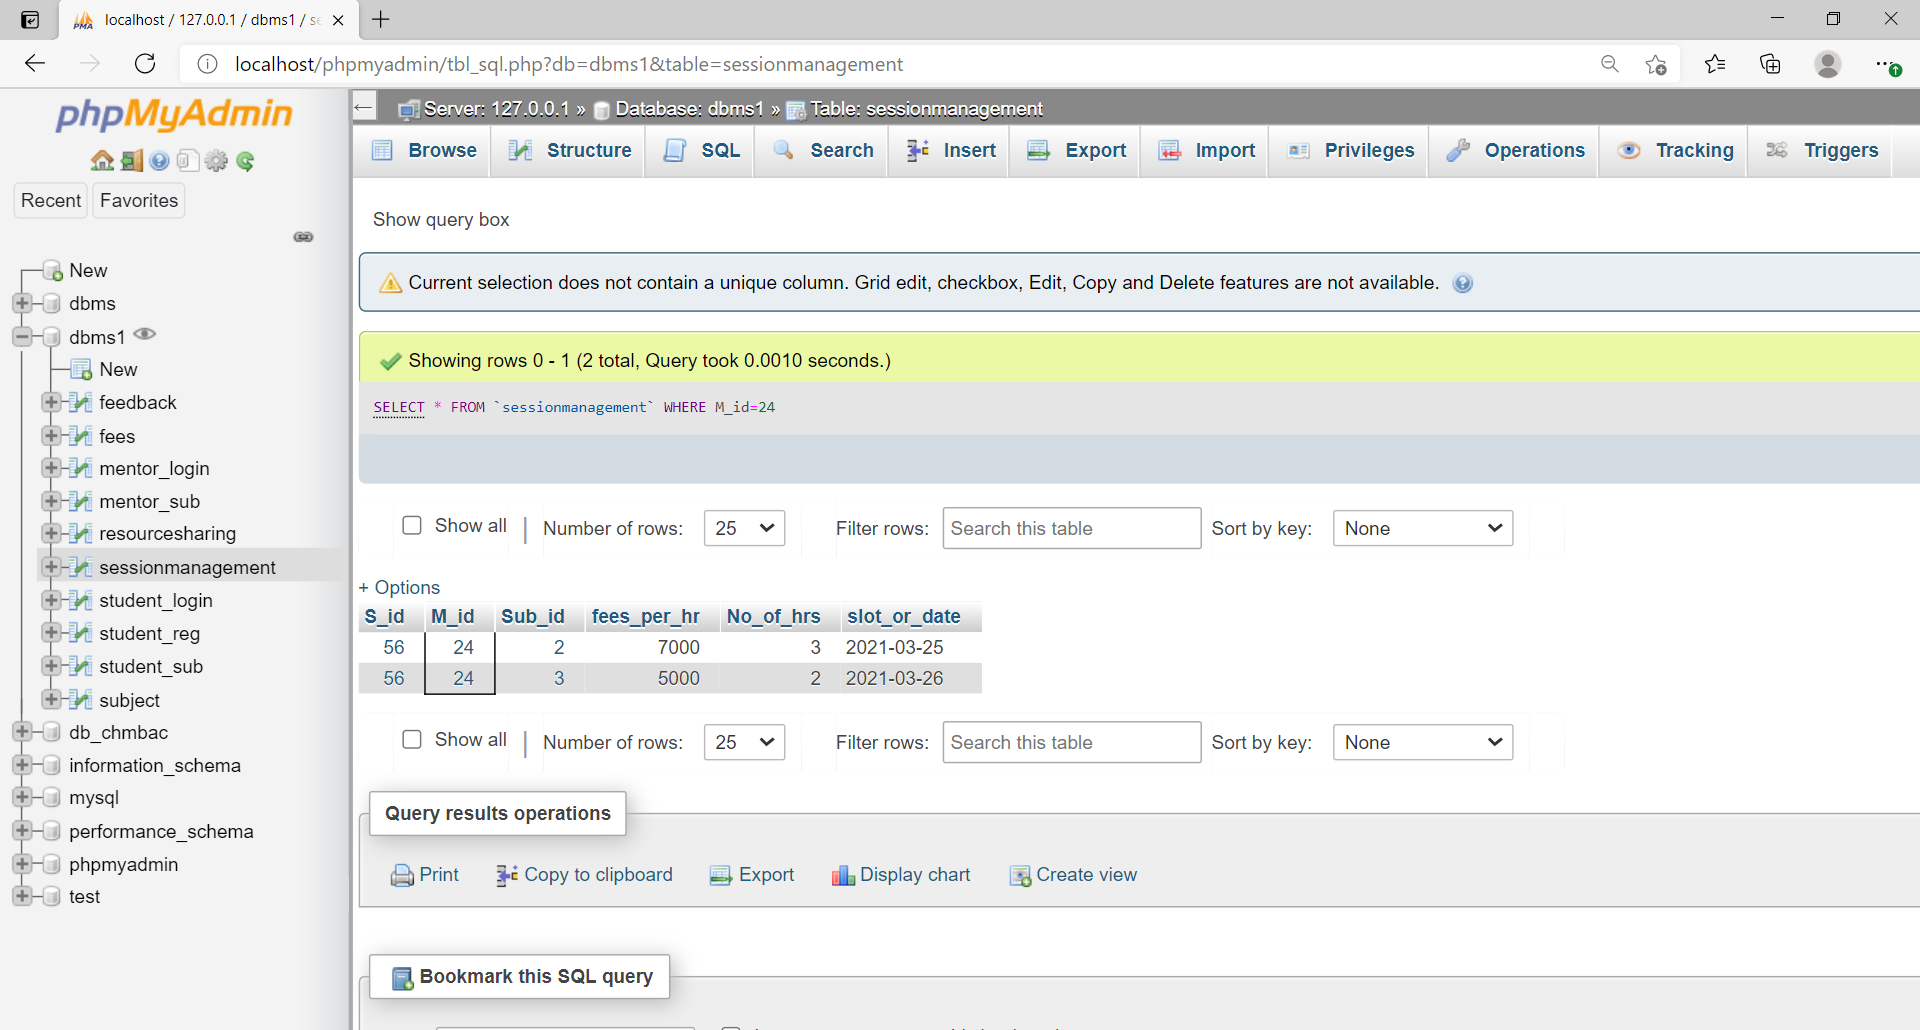 localhost / 127.0.0.1 / dbms1 / se
localhost/phpmyadmin/tbl_sql.php?db=dbms1&table=sessionmanagement
phpMyAdmin
Recent Favorites
New
dbms
dbms1
New
feedback
fees
mentor_login
mentor_sub
resourcesharing
sessionmanagement
student_login
student_reg
student_sub
subject
db_chmbac
information_schema
mysql
performance_schema
phpmyadmin
test
Server: 127.0.0.1 » Database: dbms1 » Table: sessionmanagement
Browse Structure SQL Search Insert Export Import Privileges Operations Tracking Triggers
Show query box
Current selection does not contain a unique column. Grid edit, checkbox, Edit, Copy and Delete features are not available.
Showing rows 0 - 1 (2 total, Query took 0.0010 seconds.)
SELECT * FROM `sessionmanagement` WHERE M_id=24
Show all | Number of rows: 25 Filter rows: Search this table Sort by key: None
+ Options
S_id M_id Sub_id fees_per_hr No_of_hrs slot_or_date
56 24 2 7000 3 2021-03-25
56 24 3 5000 2 2021-03-26
Show all | Number of rows: 25 Filter rows: Search this table Sort by key: None
Query results operations
Print Copy to clipboard Export Display chart Create view
Bookmark this SQL query